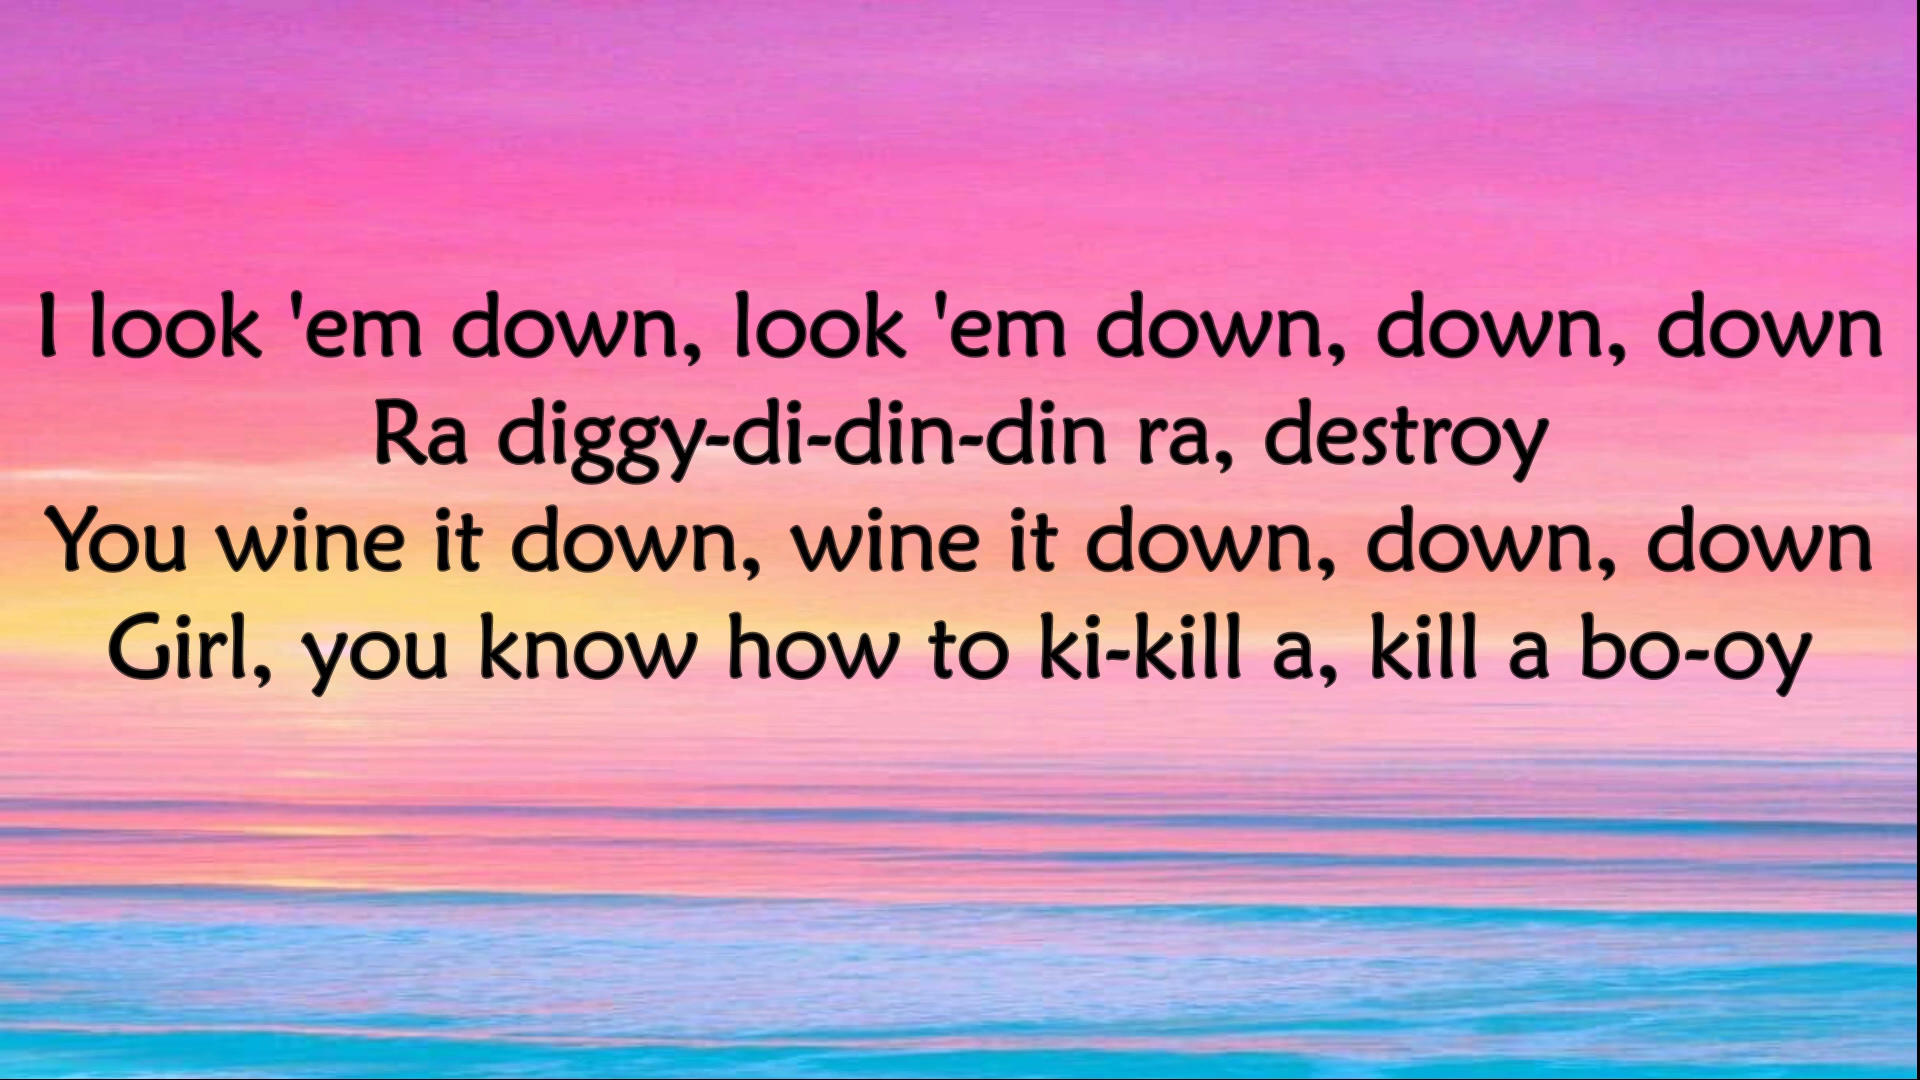 I look 'em down, look 'em down, down, down
Ra diggy-di-din-din ra, destroy
You wine it down, wine it down, down, down
Girl, you know how to ki-kill a, kill a bo-oy